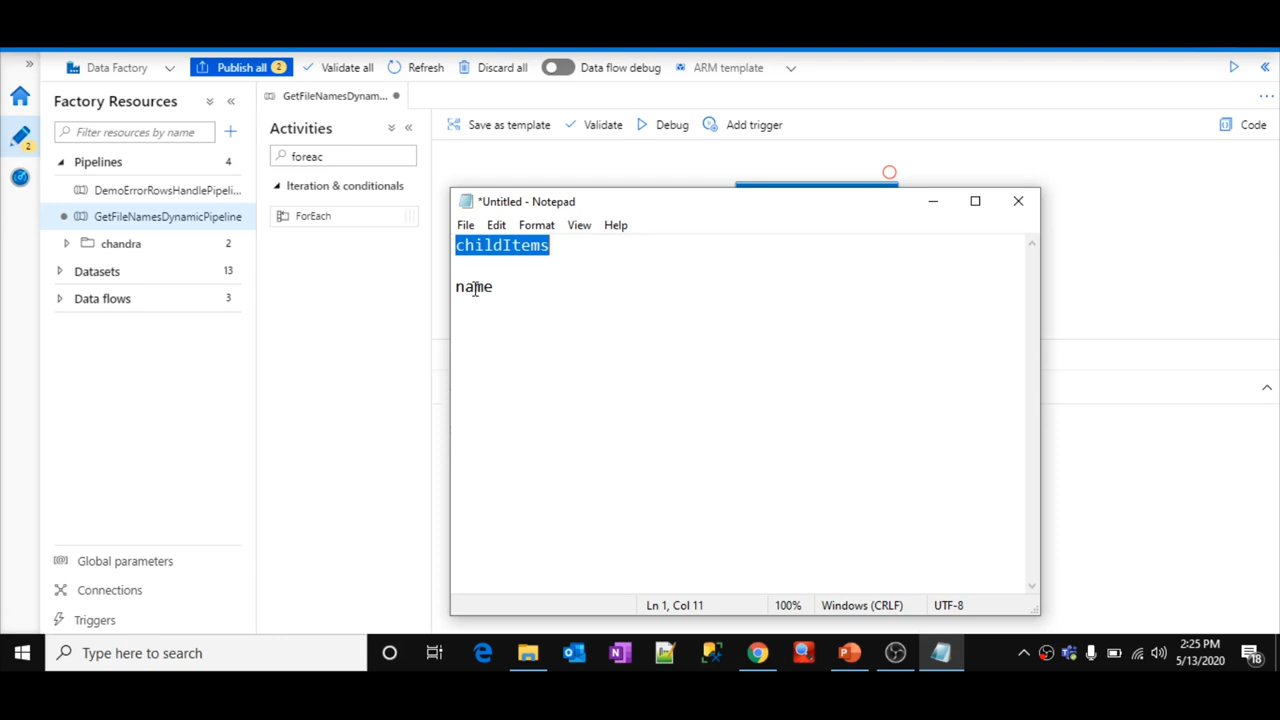 Data Factory
Publish all 2
Validate all
Refresh
Discard all
Data flow debug
ARM template
Factory Resources
Filter resources by name
Pipelines 4
DemoErrorRowsHandlePipeli...
GetFileNamesDynamicPipeline
chandra 2
Datasets 13
Data flows 3
Global parameters
Connections
Triggers
GetFileNamesDynam...
Activities
foreac
Iteration & conditionals
ForEach
Save as template
Validate
Debug
Add trigger
Code
*Untitled - Notepad
File Edit Format View Help
childItems
name
Ln 1, Col 11
100%
Windows (CRLF)
UTF-8
Type here to search
2:25 PM
5/13/2020
18